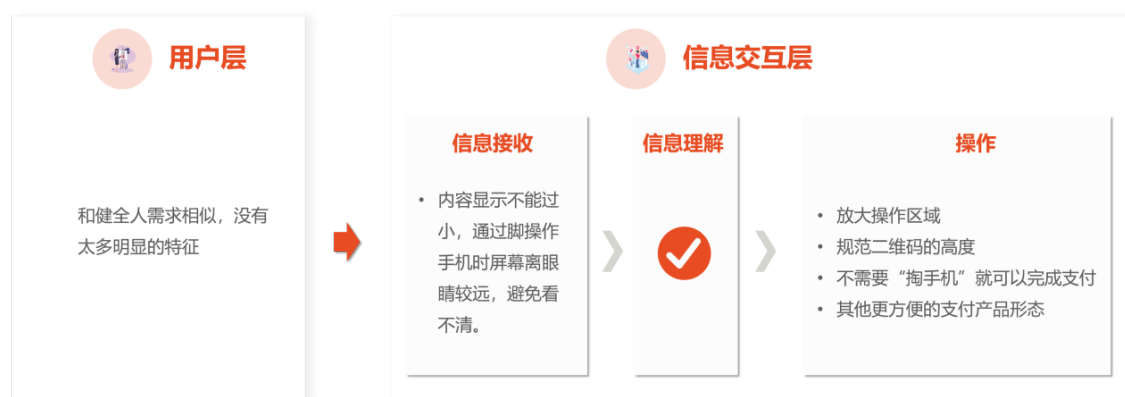 用户层
和健全人需求相似，没有
太多明显的特征
信息交互层
信息接收
• 内容显示不能过
小，通过脚操作
手机时屏幕离眼
睛较远，避免看
不清。
信息理解
操作
• 放大操作区域
• 规范二维码的高度
• 不需要“掏手机”就可以完成支付
• 其他更方便的支付产品形态